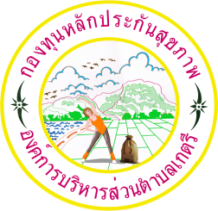 กองทุนหลักประกันสุขภาพ
องค์การบริหารส่วนตำบลเกตรี